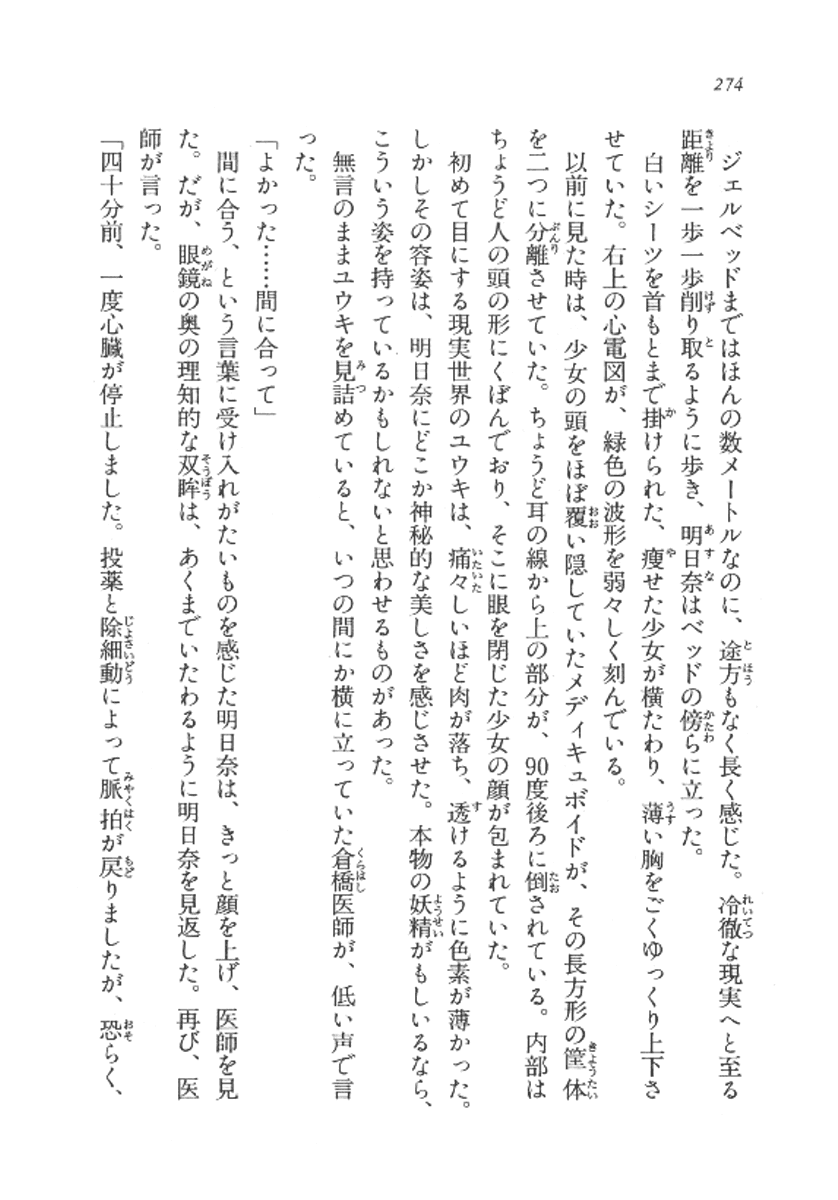 274
ジェルベッドまではほんの数メートルなのに、途方もなく長く感じた。冷徹な現実へと至る
距離を一歩一歩削り取るように歩き、明日奈はベッドの傍らに立った。
白いシーツを首もとまで掛けられた、瘦せた少女が横たわり、薄い胸をごくゆっくり上下さ
せていた。右上の心電図が、緑色の波形を弱々しく刻んでいる。
以前に見た時は、少女の頭をほぼ覆い隠していたメディキュボイドが、その長方形の筐体
を二つに分離させていた。ちょうど耳の線から上の部分が、90度後ろに倒されている。内部は
ちょうど人の頭の形にくぼんでおり、そこに眼を閉じた少女の顔が包まれていた。
初めて目にする現実世界のユウキは、痛々しいほど肉が落ち、透けるように色素が薄かった。
しかしその容姿は、明日奈にどこか神秘的な美しさを感じさせた。本物の妖精がもしいるなら、
こういう姿を持っているかもしれないと思わせるものがあった。
無言のままユウキを見詰めていると、いつの間にか横に立っていた倉橋医師が、低い声で言
った。
「よかった……間に合って」
間に合う、という言葉に受け入れがたいものを感じた明日奈は、きっと顔を上げ、医師を見
た。だが、眼鏡の奥の理知的な双眸は、あくまでいたわるように明日奈を見返した。再び、医
師が言った。
「四十分前、一度心臓が停止しました。投薬と除細動によって脈拍が戻りましたが、恐らく、